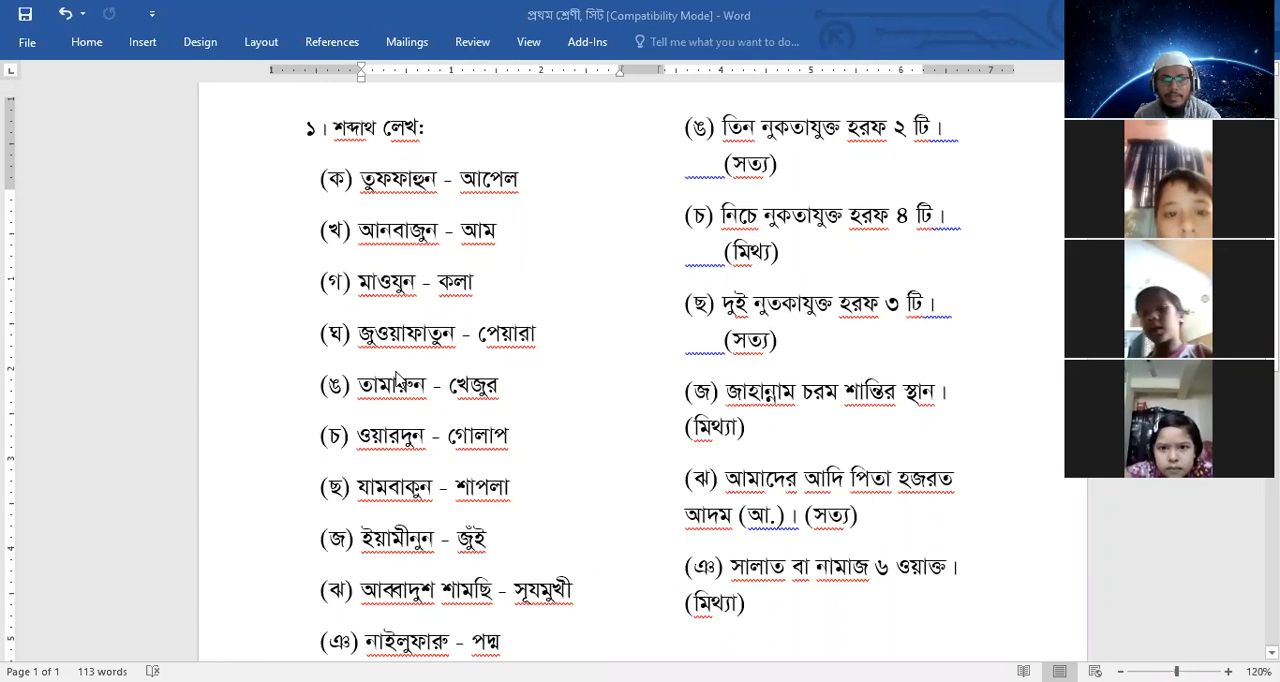 প্রথম শ্রেণী, সিট [Compatibility Mode] - Word
File Home Insert Design Layout References Mailings Review View Add-Ins Tell me what you want to do...
১। শব্দাথ লেখ:
(ক) তুফফাহুন - আপেল
(খ) আনবাজুন - আম
(গ) মাওযুন - কলা
(ঘ) জুওয়াফাতুন - পেয়ারা
(ঙ) তামারুন - খেজুর
(চ) ওয়ারদুন - গোলাপ
(ছ) যামবাকুন - শাপলা
(জ) ইয়ামীনুন - জুঁই
(ঝ) আব্বাদুশ শামছি - সূযমুখী
(ঞ) নাইলুফারু - পদ্ম
(ঙ) তিন নুকতাযুক্ত হরফ ২ টি।
(সত্য)
(চ) নিচে নুকতাযুক্ত হরফ ৪ টি।
(মিথ্য)
(ছ) দুই নুতকাযুক্ত হরফ ৩ টি।
(সত্য)
(জ) জাহান্নাম চরম শান্তির স্থান।
(মিথ্যা)
(ঝ) আমাদের আদি পিতা হজরত
আদম (আ.)। (সত্য)
(ঞ) সালাত বা নামাজ ৬ ওয়াক্ত।
(মিথ্যা)
Page 1 of 1 113 words 120%